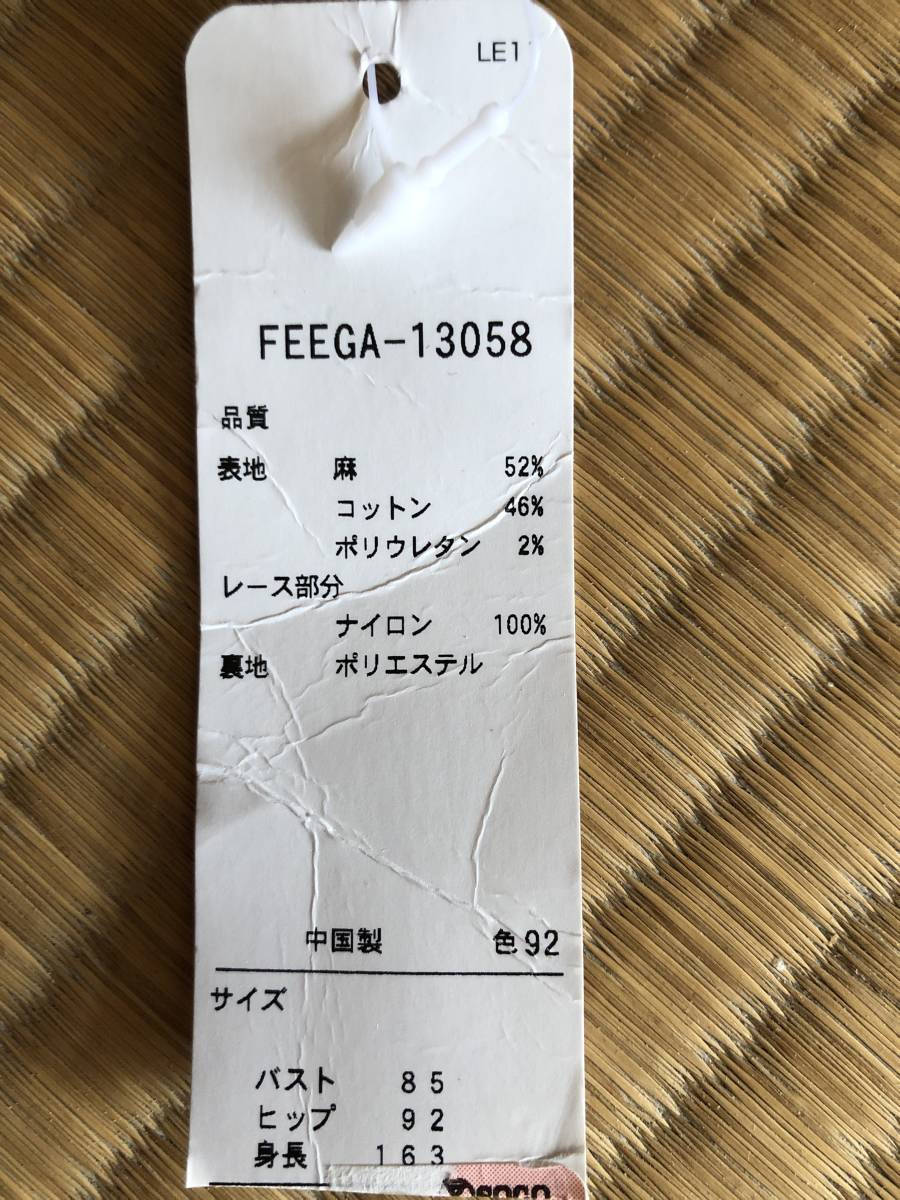 LE1
FEEGA-13058
品質
表地 麻 52%
コットン 46%
ポリウレタン 2%
レース部分
ナイロン 100%
裏地 ポリエステル
中国製 色92
サイズ
バスト 85
ヒップ 92
身長 163